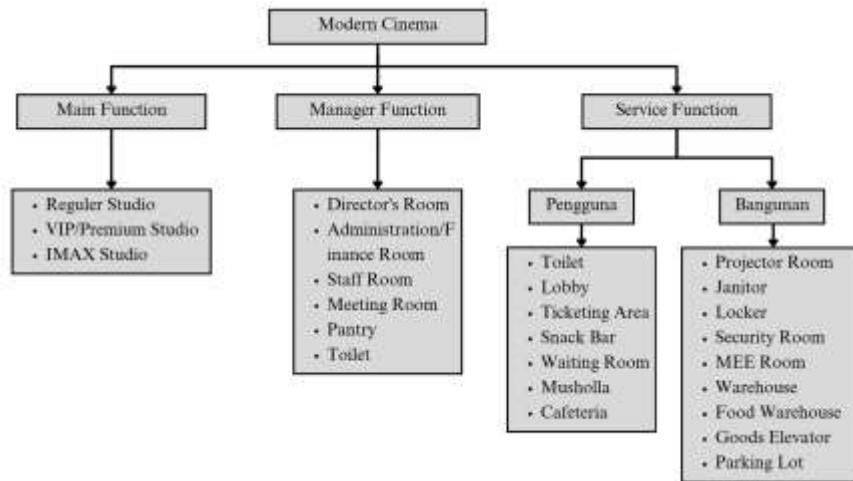 Modern Cinema
Main Function
Manager Function
Service Function
• Reguler Studio
• VIP/Premium Studio
• IMAX Studio
• Director's Room
• Administration/F
inance Room
• Staff Room
• Meeting Room
• Pantry
• Toilet
Pengguna
Bangunan
• Toilet
• Lobby
• Ticketing Area
• Snack Bar
• Waiting Room
• Musholla
• Cafeteria
• Projector Room
• Janitor
• Locker
• Security Room
• MEE Room
• Warehouse
• Food Warehouse
• Goods Elevator
• Parking Lot